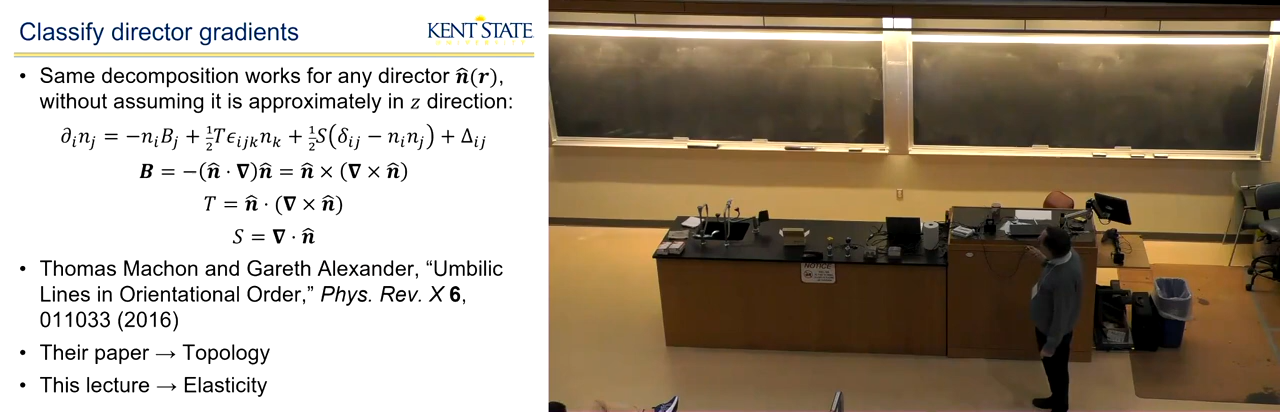 Classify director gradients
KENT STATE
UNIVERSITY
• Same decomposition works for any director n̂(r),
without assuming it is approximately in z direction:
∂ᵢnⱼ = −nᵢBⱼ + ½Tϵᵢⱼₖnₖ + ½S(δᵢⱼ − nᵢnⱼ) + Δᵢⱼ
B = −(n̂ · ∇)n̂ = n̂ × (∇ × n̂)
T = n̂ · (∇ × n̂)
S = ∇ · n̂
• Thomas Machon and Gareth Alexander, “Umbilic
Lines in Orientational Order,” Phys. Rev. X 6,
011033 (2016)
• Their paper → Topology
• This lecture → Elasticity
NOTICE